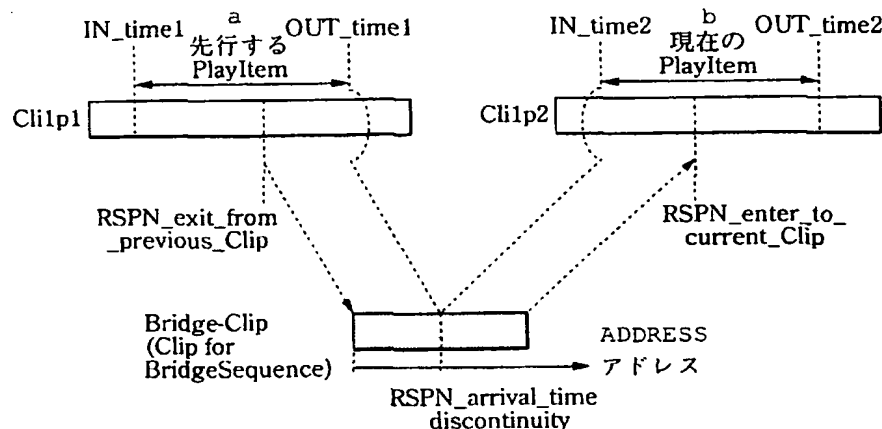 a
IN_time1
先行する
OUT_time1
PlayItem
b
IN_time2
現在の
OUT_time2
PlayItem
Cli1p1
Cli1p2
RSPN_exit_from
_previous_Clip
RSPN_enter_to_
current_Clip
Bridge-Clip
(Clip for
BridgeSequence)
ADDRESS
アドレス
RSPN_arrival_time
discontinuity